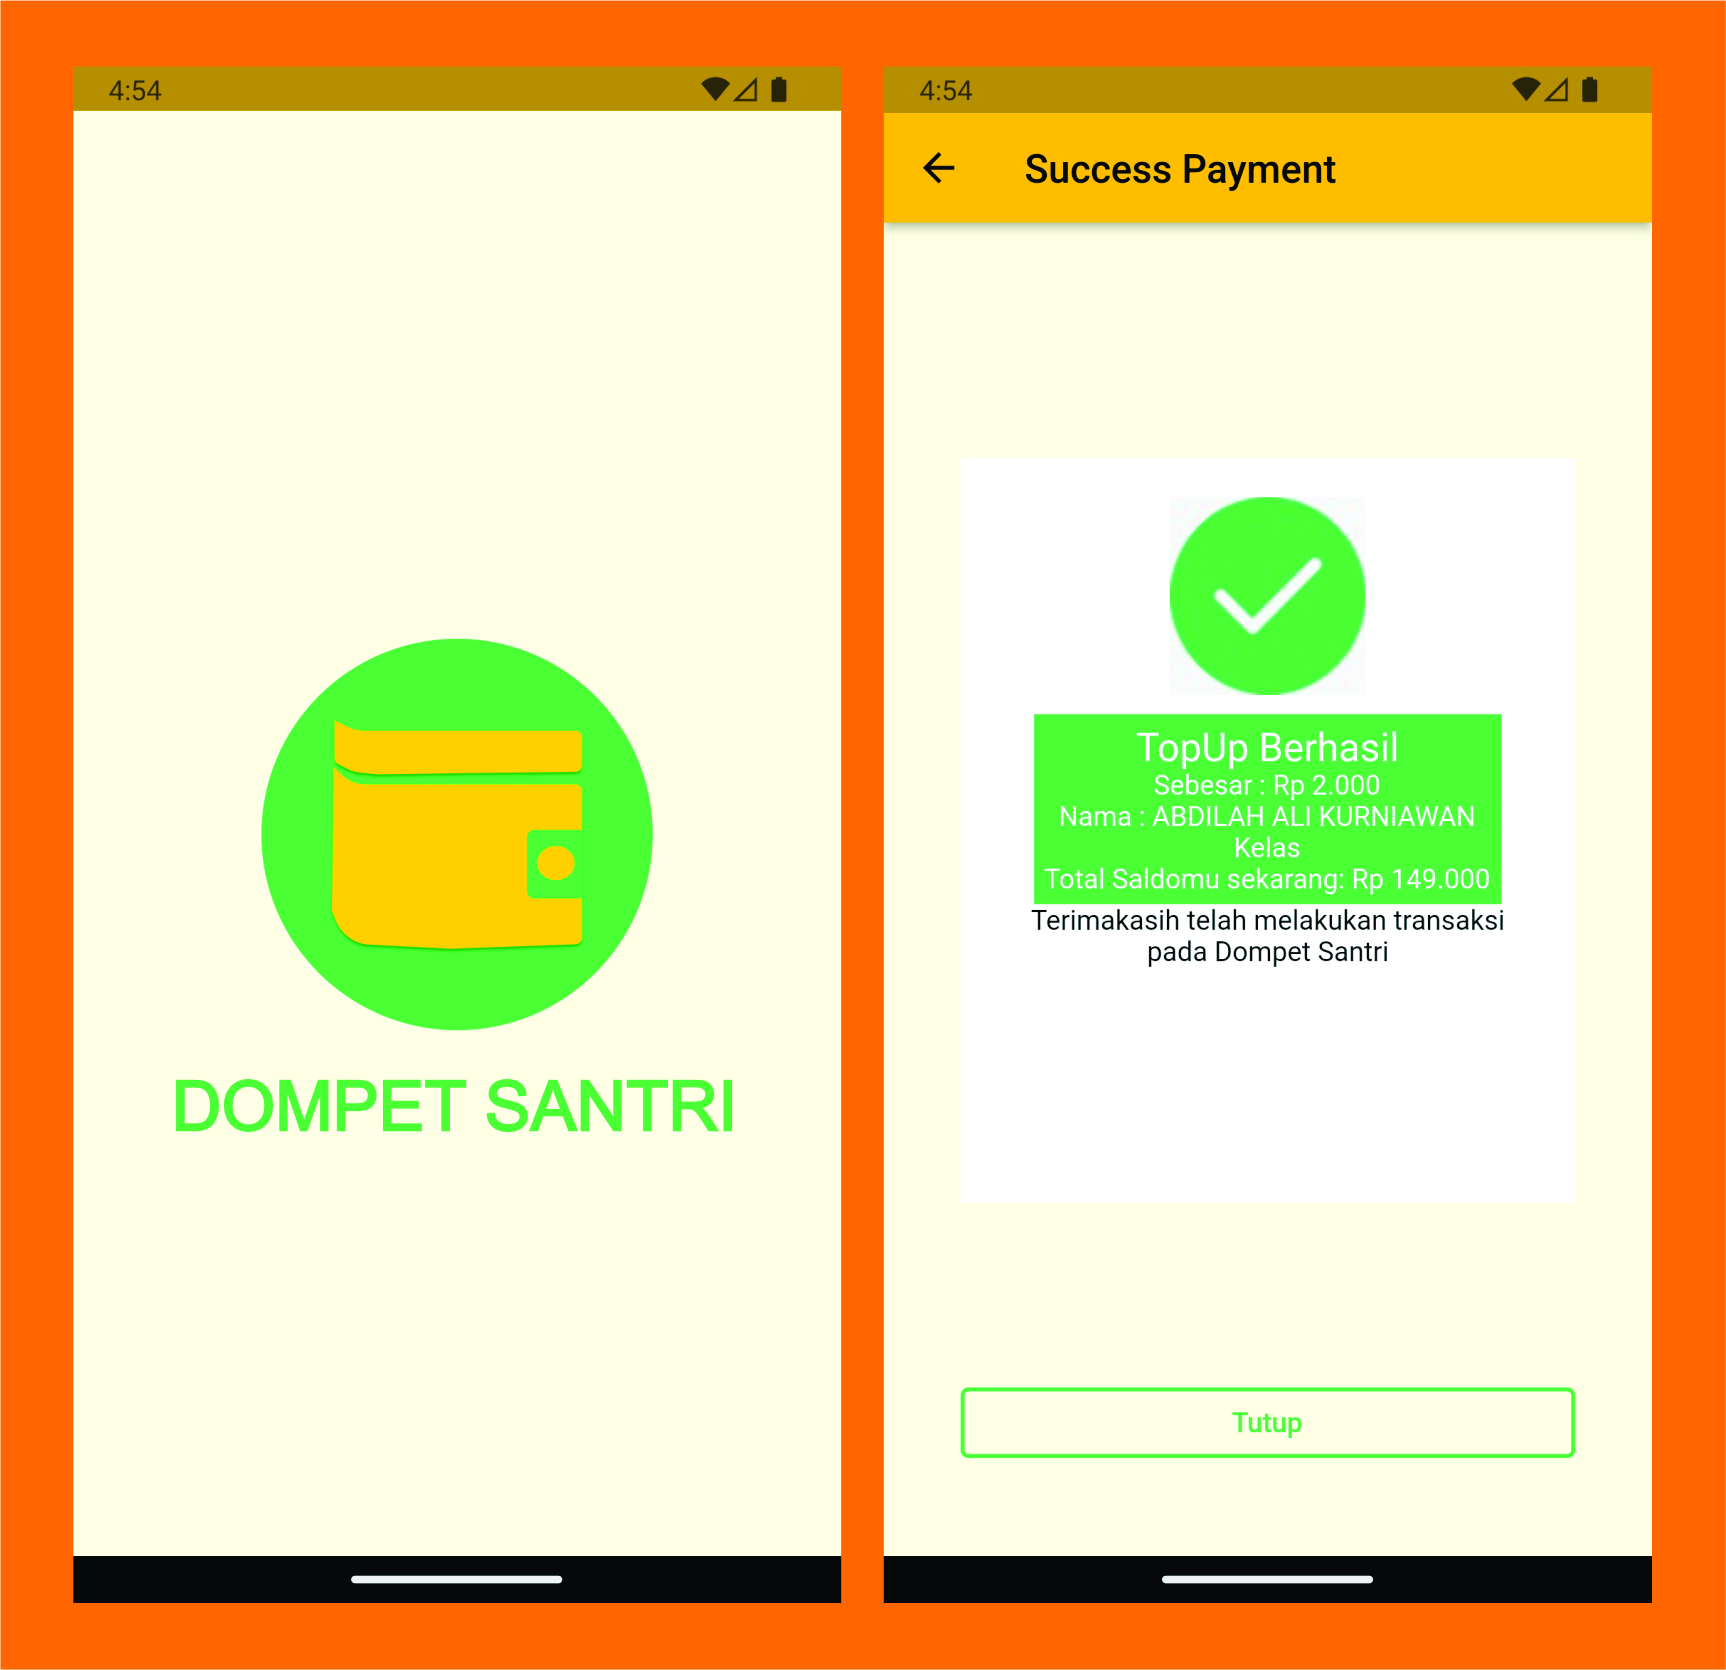 4:54
DOMPET SANTRI
4:54
Success Payment
TopUp Berhasil
Sebesar : Rp 2.000
Nama : ABDILAH ALI KURNIAWAN
Kelas
Total Saldomu sekarang: Rp 149.000
Terimakasih telah melakukan transaksi
pada Dompet Santri
Tutup